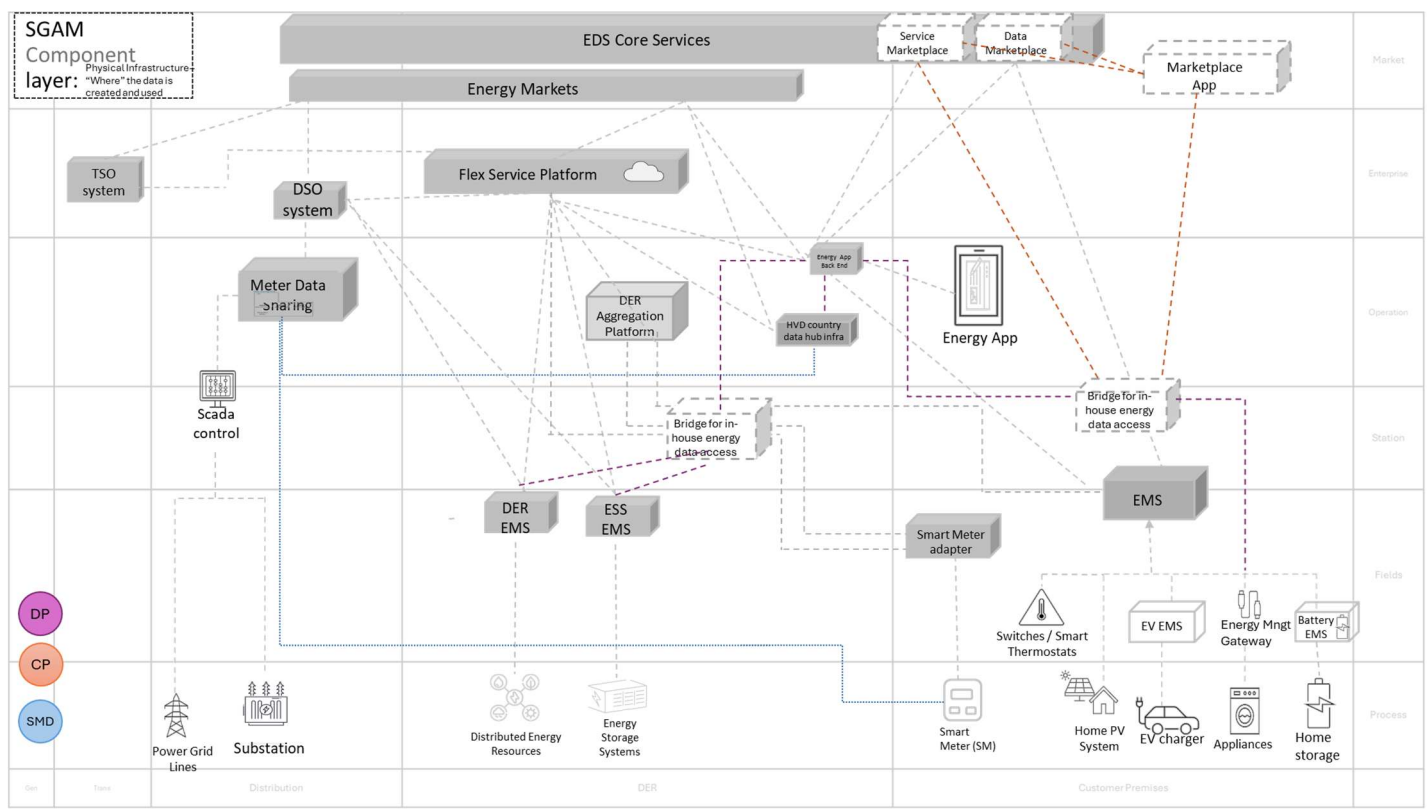 SGAM
Component
layer:
Physical Infrastructure–
“Where” the data is
created and used
EDS Core Services
Service
Marketplace
Data
Marketplace
Market
Marketplace
App
Energy Markets
TSO
system
DSO
system
Flex Service Platform
Enterprise
Energy App
Back End
Meter Data
Sharing
DER
Aggregation
Platform
HVD country
data hub infra
Energy App
Operation
Scada
control
Bridge for in-
house energy
data access
Bridge for in-
house energy
data access
Station
DER
EMS
ESS
EMS
EMS
Smart Meter
adapter
Fields
DP
CP
SMD
Switches / Smart
Thermostats
EV EMS
Energy Mngt
Gateway
Battery
EMS
Power Grid
Lines
Substation
Distributed Energy
Resources
Energy
Storage
Systems
Smart
Meter (SM)
Home PV
System
EV charger
Appliances
Home
storage
Process
Distribution
DER
Customer Premises